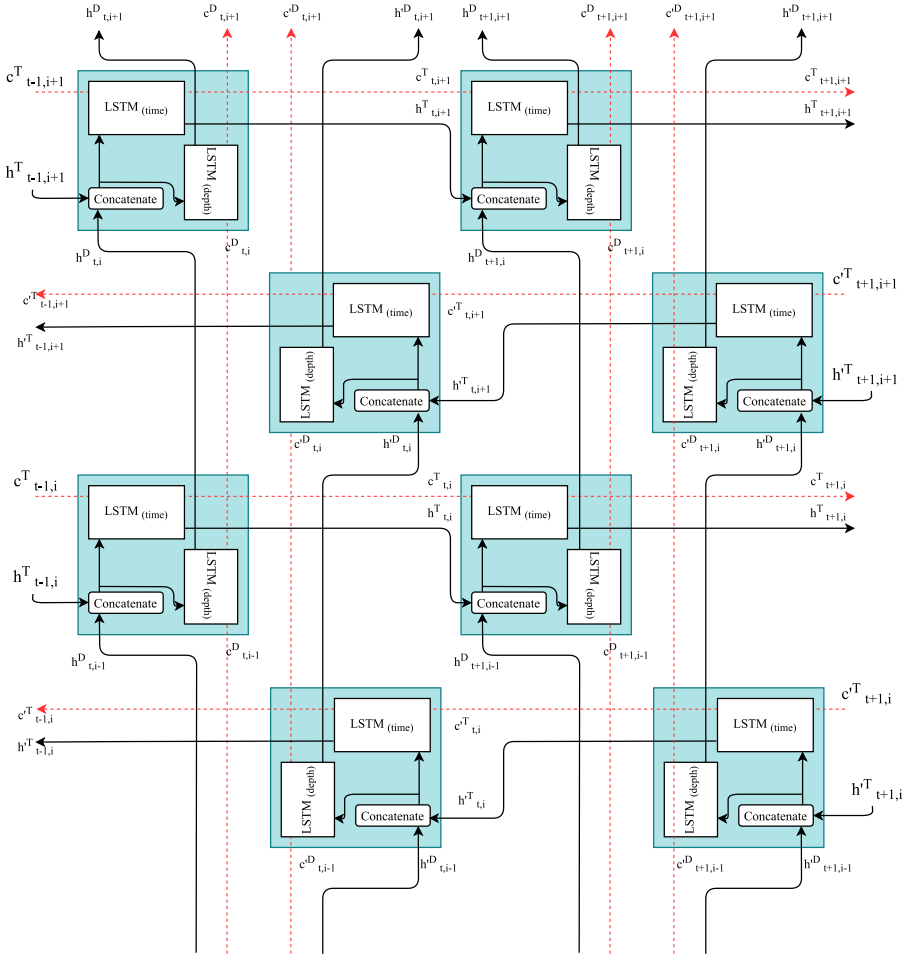 h^D t,i+1
c^D t,i+1
c'^D t,i+1
h'^D t,i+1
h^D t+1,i+1
c^D t+1,i+1
c'^D t+1,i+1
h'^D t+1,i+1
c^T t-1,i+1
c^T t,i+1
c^T t+1,i+1
LSTM (time)
LSTM (time)
h^T t,i+1
h^T t+1,i+1
h^T t-1,i+1
LSTM (depth)
LSTM (depth)
Concatenate
Concatenate
h^D t,i
c^D t,i
h^D t+1,i
c^D t+1,i
c'^T t-1,i+1
c'^T t,i+1
c'^T t+1,i+1
LSTM (time)
LSTM (time)
h'^T t-1,i+1
LSTM (depth)
LSTM (depth)
h'^T t,i+1
h'^T t+1,i+1
Concatenate
Concatenate
c'^D t,i
h'^D t,i
c'^D t+1,i
h'^D t+1,i
c^T t-1,i
c^T t,i
c^T t+1,i
LSTM (time)
LSTM (time)
h^T t,i
h^T t+1,i
h^T t-1,i
LSTM (depth)
LSTM (depth)
Concatenate
Concatenate
h^D t,i-1
c^D t,i-1
h^D t+1,i-1
c^D t+1,i-1
c'^T t-1,i
c'^T t,i
c'^T t+1,i
LSTM (time)
LSTM (time)
h'^T t-1,i
LSTM (depth)
LSTM (depth)
h'^T t,i
h'^T t+1,i
Concatenate
Concatenate
c'^D t,i-1
h'^D t,i-1
c'^D t+1,i-1
h'^D t+1,i-1